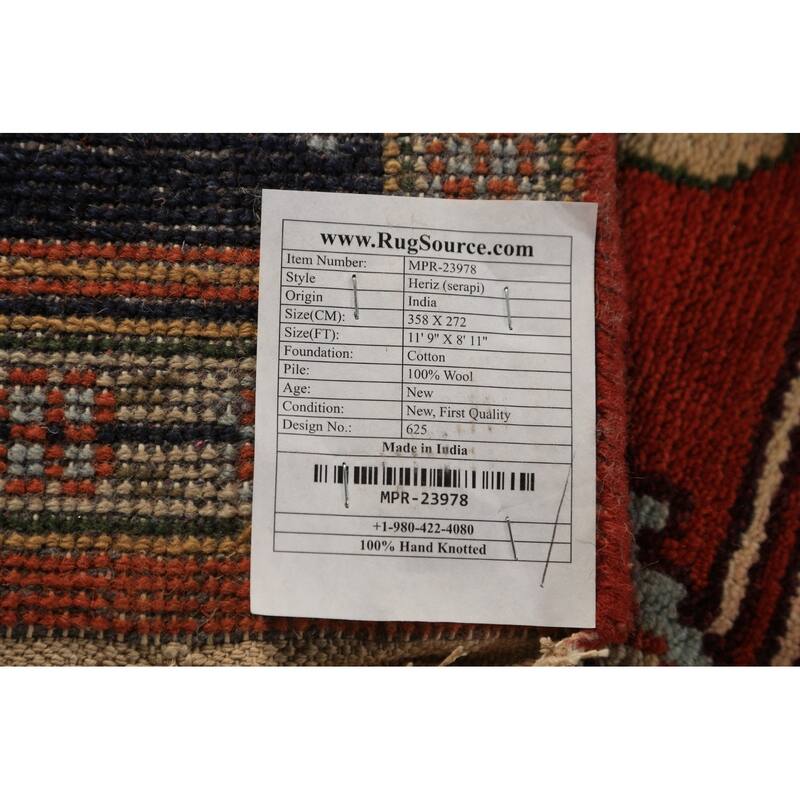 www.RugSource.com
Item Number: MPR-23978
Style Heriz (serapi)
Origin India
Size(CM): 358 X 272
Size(FT): 11' 9" X 8' 11"
Foundation: Cotton
Pile: 100% Wool
Age: New
Condition: New, First Quality
Design No.: 625
Made in India
MPR-23978
+1-980-422-4080
100% Hand Knotted